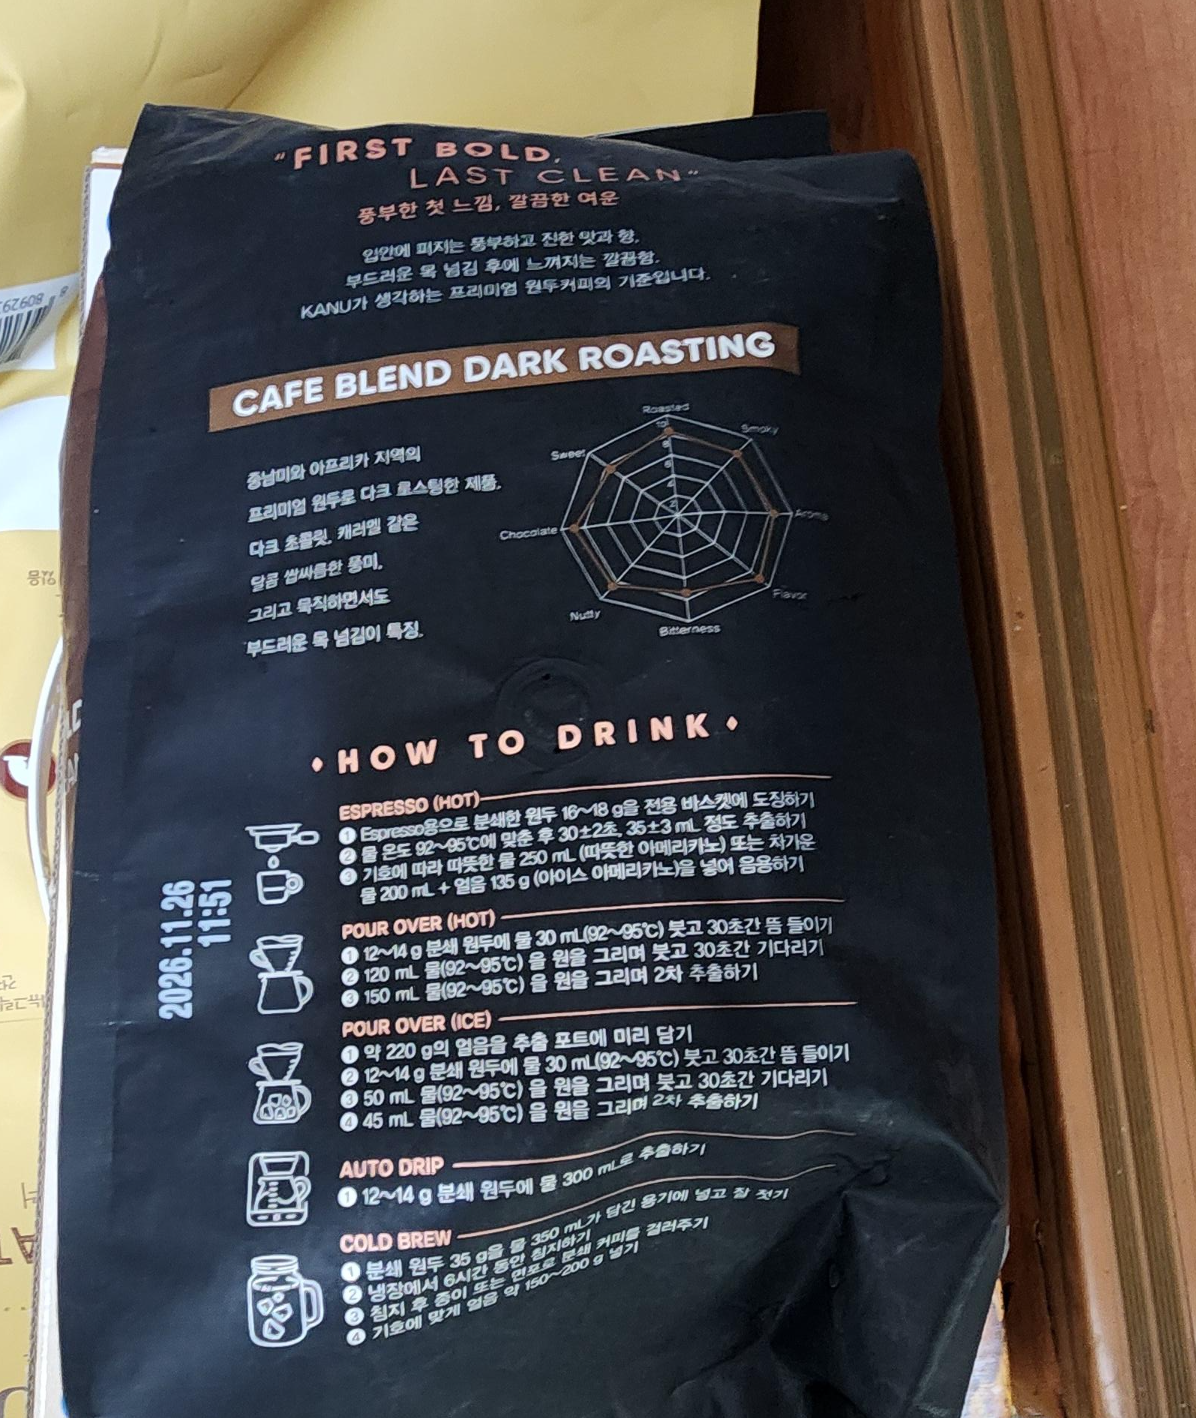 "FIRST BOLD,
LAST CLEAN"
풍부한 첫 느낌, 깔끔한 여운
입안에 퍼지는 풍부하고 진한 맛과 향,
부드러운 목 넘김 후에 느껴지는 깔끔함.
KANU가 생각하는 프리미엄 원두커피의 기준입니다.
CAFE BLEND DARK ROASTING
중남미와 아프리카 지역의
프리미엄 원두로 다크 로스팅한 제품.
다크 초콜릿, 캐러멜 같은
달콤 쌉싸름한 풍미,
그리고 묵직하면서도
부드러운 목 넘김이 특징.
Roasted
Smoky
Aroma
Flavor
Bitterness
Nutty
Chocolate
Sweet
10
8
6
HOW TO DRINK
ESPRESSO (HOT)
1 Espresso용으로 분쇄한 원두 16~18 g을 전용 바스켓에 도징하기
2 물 온도 92~95℃에 맞춘 후 30±2초, 35±3 mL 정도 추출하기
3 기호에 따라 따뜻한 물 250 mL (따뜻한 아메리카노) 또는 차가운
물 200 mL + 얼음 135 g (아이스 아메리카노)을 넣어 음용하기
POUR OVER (HOT)
1 12~14 g 분쇄 원두에 물 30 mL(92~95℃) 붓고 30초간 뜸 들이기
2 120 mL 물(92~95℃) 을 원을 그리며 붓고 30초간 기다리기
3 150 mL 물(92~95℃) 을 원을 그리며 2차 추출하기
POUR OVER (ICE)
1 약 220 g의 얼음을 추출 포트에 미리 담기
2 12~14 g 분쇄 원두에 물 30 mL(92~95℃) 붓고 30초간 뜸 들이기
3 50 mL 물(92~95℃) 을 원을 그리며 붓고 30초간 기다리기
4 45 mL 물(92~95℃) 을 원을 그리며 2차 추출하기
AUTO DRIP
1 12~14 g 분쇄 원두에 물 300 mL로 추출하기
COLD BREW
1 분쇄 원두 35 g을 물 350 mL가 담긴 용기에 넣고 잘 젓기
2 냉장에서 6시간 동안 침지하기
3 침지 후 종이 또는 면포로 분쇄 커피를 걸러주기
4 기호에 맞게 얼음 약 150~200 g 넣기
2026.11.26
11:51